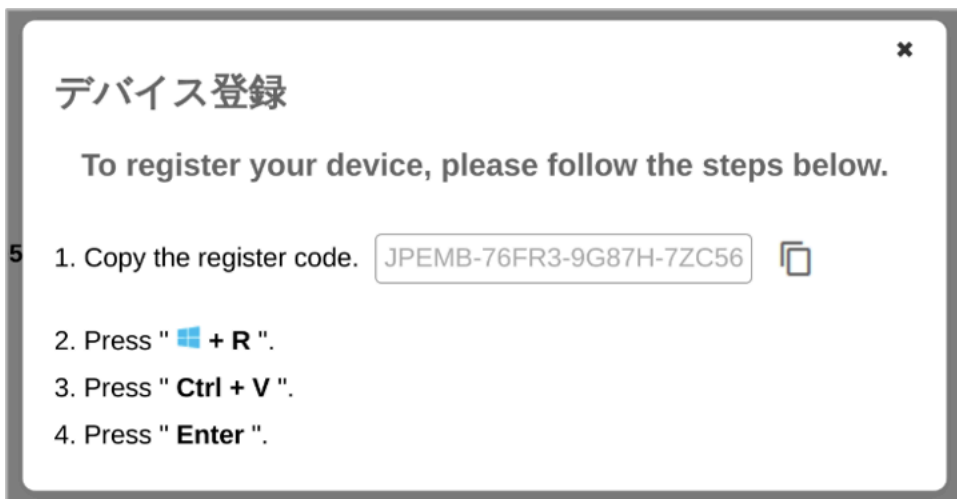 ✖
デバイス登録
To register your device, please follow the steps below.
5
1. Copy the register code. JPEMB-76FR3-9G87H-7ZC56
2. Press " + R ".
3. Press " Ctrl + V ".
4. Press " Enter ".